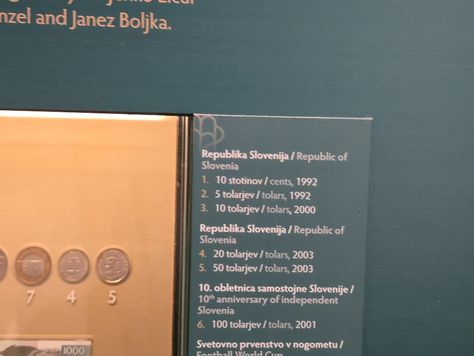 and Janez Boljka.
Republika Slovenija / Republic of
Slovenia
1. 10 stotinov / cents, 1992
2. 5 tolarjev / tolars, 1992
3. 10 tolarjev / tolars, 2000
Republika Slovenija / Republic of
Slovenia
4. 20 tolarjev / tolars, 2003
5. 50 tolarjev / tolars, 2003
10. obletnica samostojne Slovenije /
10th anniversary of independent
Slovenia
6. 100 tolarjev / tolars, 2001
Svetovno prvenstvo v nogometu /
Football World Cup
7 4 5
1000